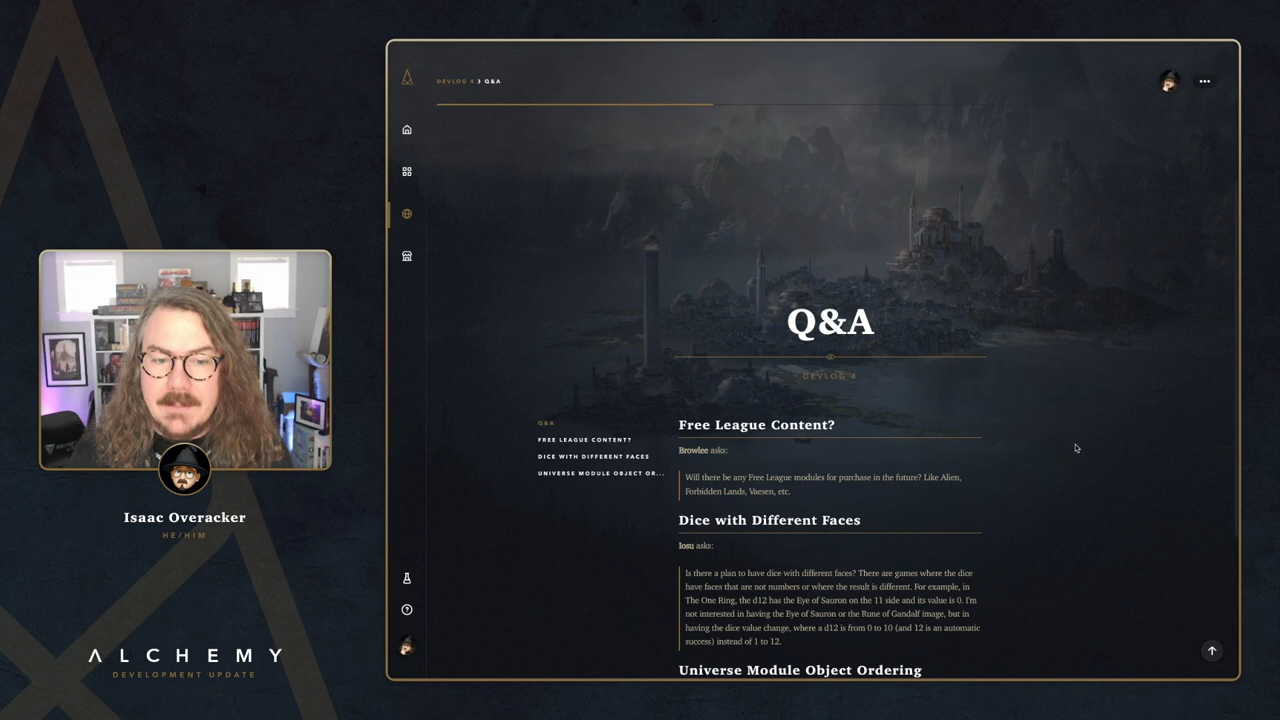 DEVLOG 4 › Q&A
Q&A
DEVLOG 4
Q&A
FREE LEAGUE CONTENT?
DICE WITH DIFFERENT FACES
UNIVERSE MODULE OBJECT OR...
Free League Content?
Browlee asks:
Will there be any Free League modules for purchase in the future? Like Alien,
Forbidden Lands, Vaesen, etc.
Dice with Different Faces
Iosu asks:
Is there a plan to have dice with different faces? There are games where the dice
have faces that are not numbers or where the result is different. For example, in
The One Ring, the d12 has the Eye of Sauron on the 11 side and its value is 0. I'm
not interested in having the Eye of Sauron or the Rune of Gandalf image, but in
having the dice value change, where a d12 is from 0 to 10 (and 12 is an automatic
success) instead of 1 to 12.
Universe Module Object Ordering
Isaac Overacker
HE/HIM
ALCHEMY
DEVELOPMENT UPDATE